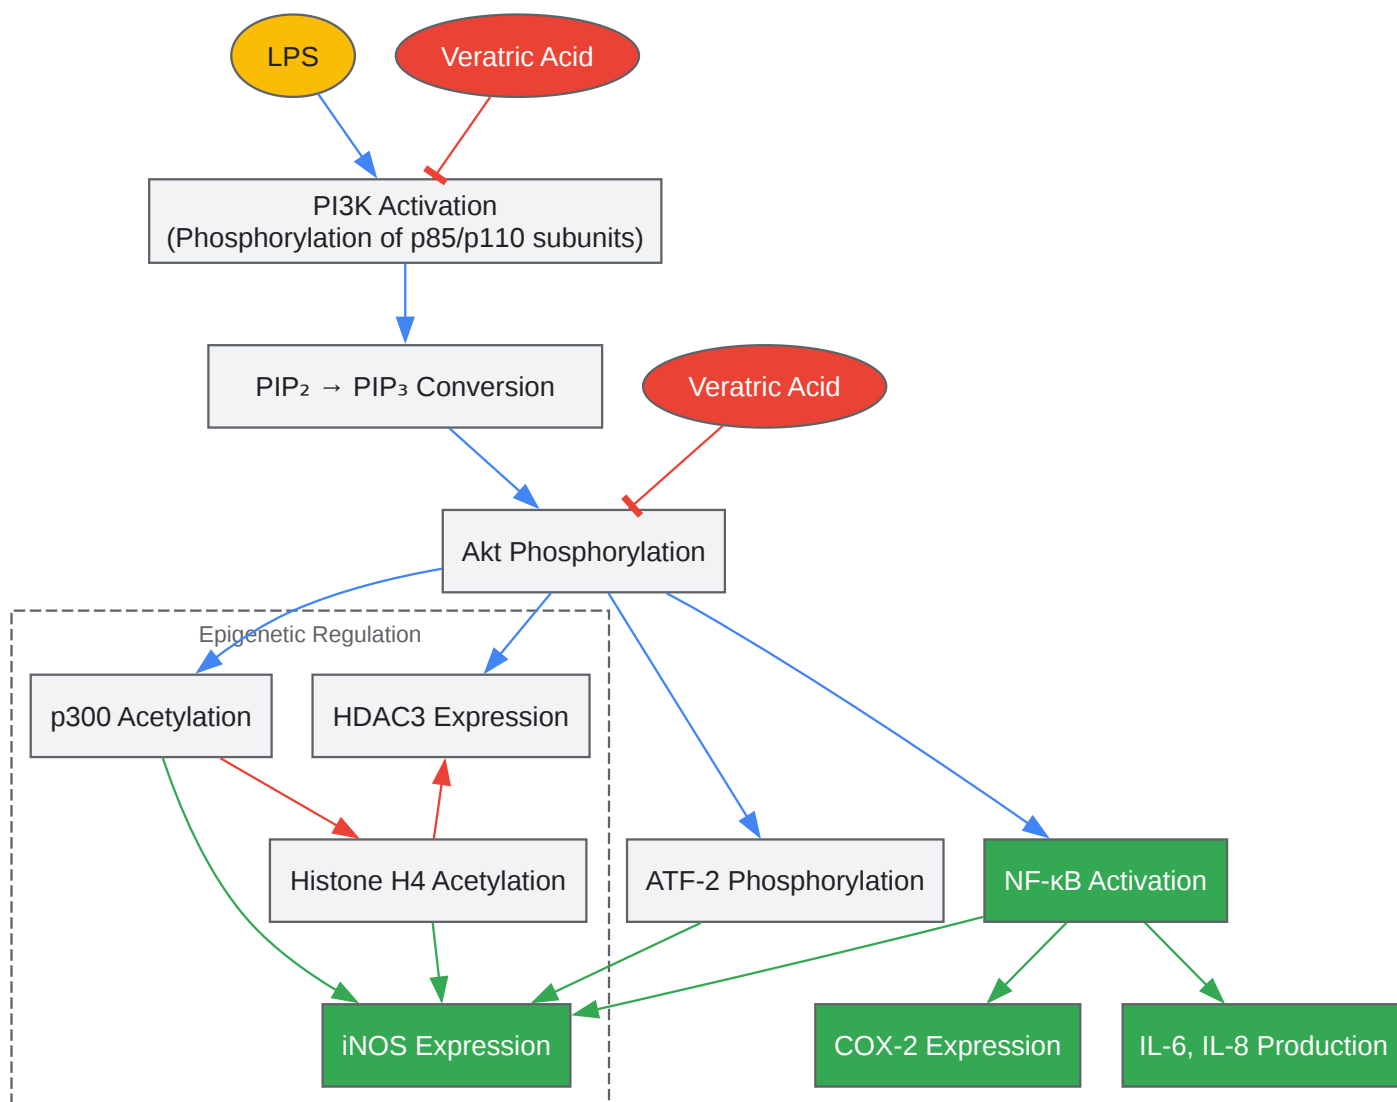 LPS
Veratric Acid
PI3K Activation
(Phosphorylation of p85/p110 subunits)
PIP₂ → PIP₃ Conversion
Veratric Acid
Akt Phosphorylation
Epigenetic Regulation
p300 Acetylation
HDAC3 Expression
Histone H4 Acetylation
ATF-2 Phosphorylation
NF-κB Activation
iNOS Expression
COX-2 Expression
IL-6, IL-8 Production